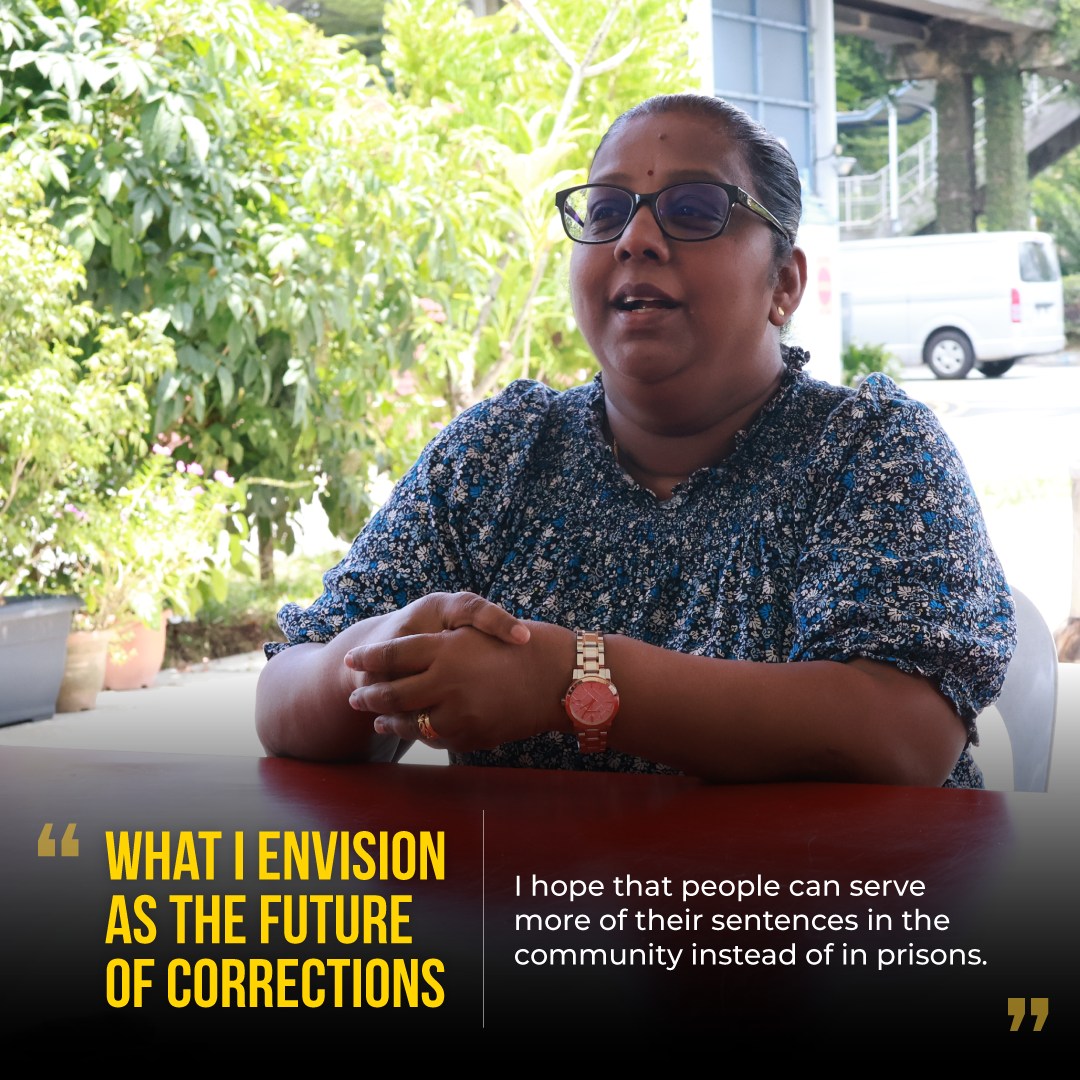 “ WHAT I ENVISION
AS THE FUTURE
OF CORRECTIONS
I hope that people can serve
more of their sentences in the
community instead of in prisons.
”